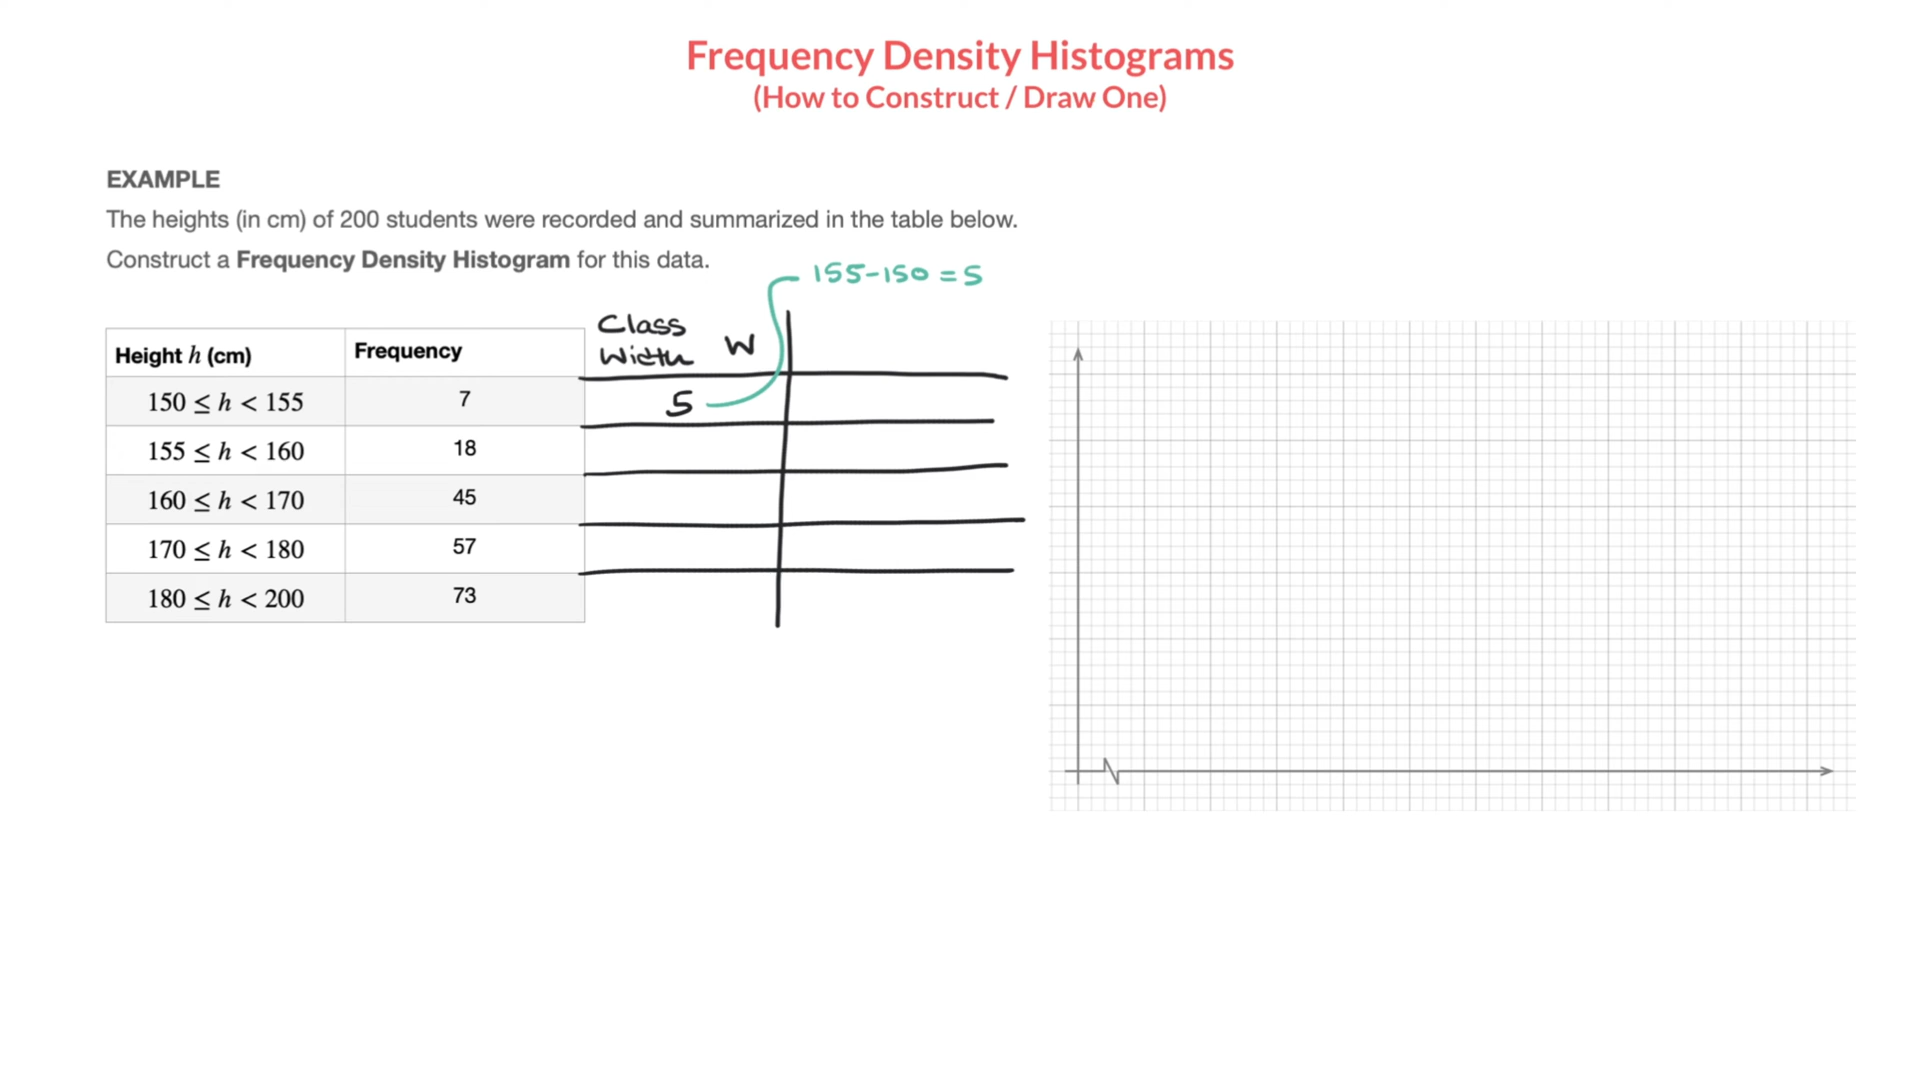 Frequency Density Histograms
(How to Construct / Draw One)
EXAMPLE
The heights (in cm) of 200 students were recorded and summarized in the table below.
Construct a Frequency Density Histogram for this data.
155-150 = 5
Class
Width W
Height h (cm) Frequency
150 ≤ h < 155 7 5
155 ≤ h < 160 18
160 ≤ h < 170 45
170 ≤ h < 180 57
180 ≤ h < 200 73